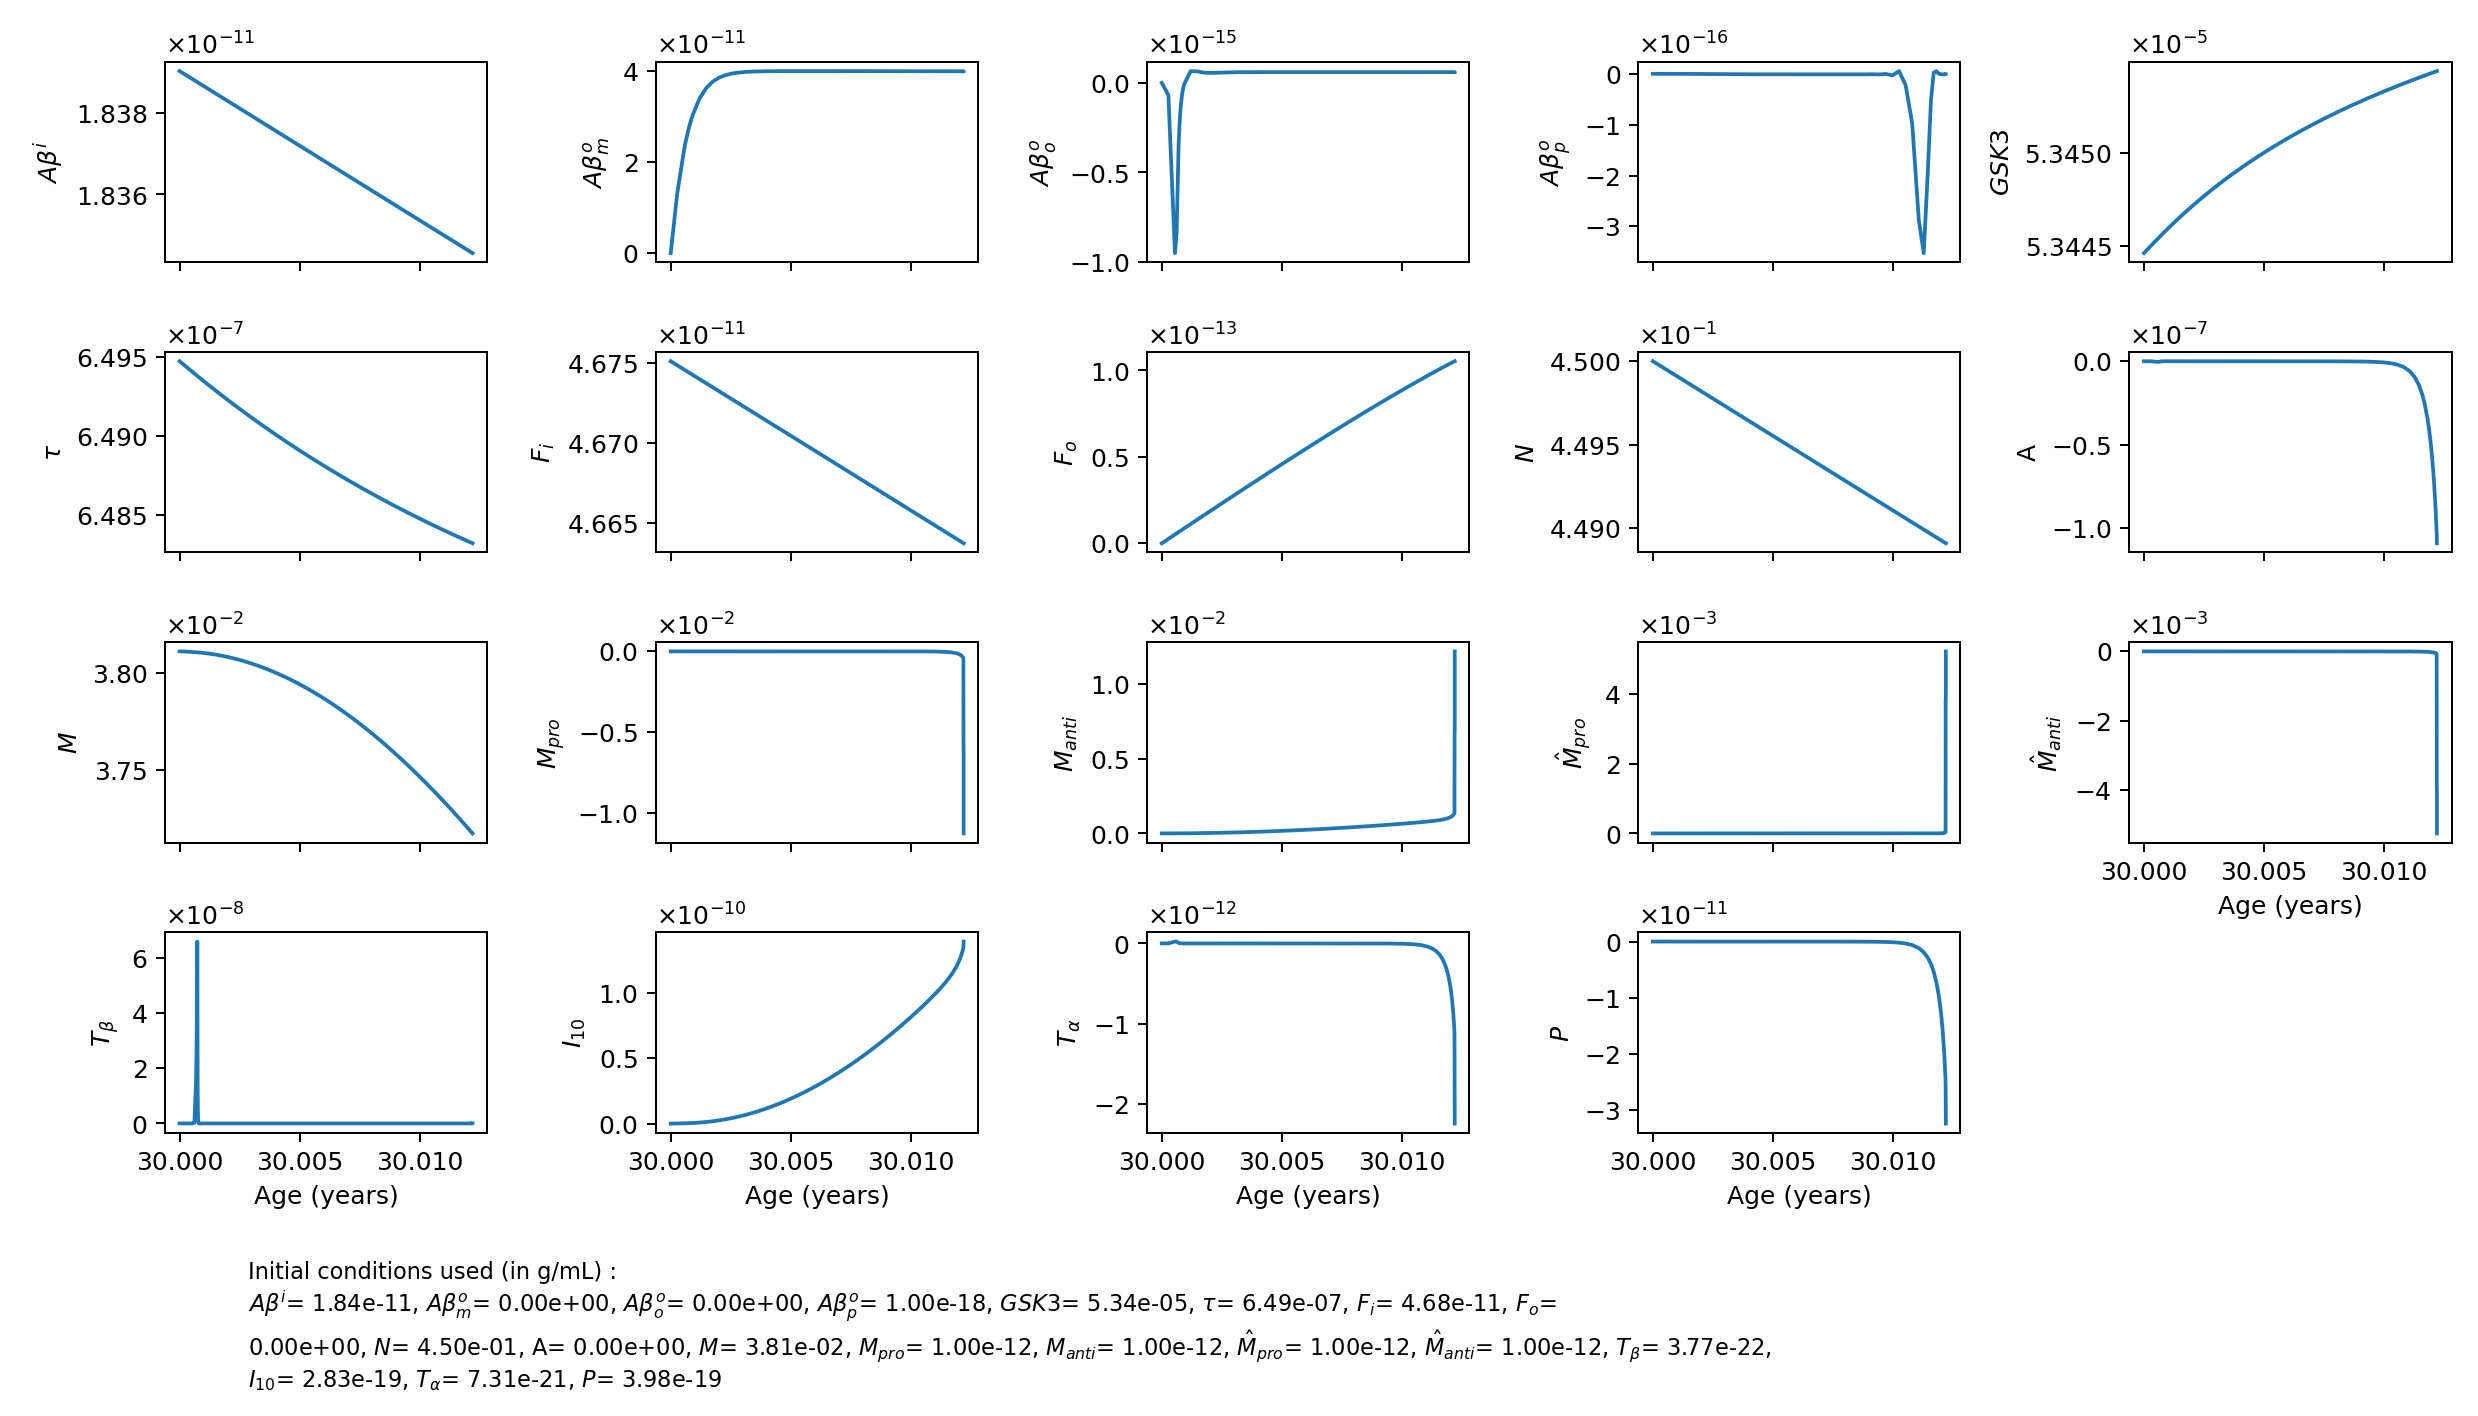 ×10⁻¹¹ ×10⁻¹¹ ×10⁻¹⁵ ×10⁻¹⁶ ×10⁻⁵
Aβⁱ 1.838 1.836
Aβₘᵒ 4 2 0
Aβₒᵒ 0.0 −0.5 −1.0
Aβₚᵒ 0 −1 −2 −3
GSK3 5.3450 5.3445
×10⁻⁷ ×10⁻¹¹ ×10⁻¹³ ×10⁻¹ ×10⁻⁷
τ 6.495 6.490 6.485
Fᵢ 4.675 4.670 4.665
Fₒ 1.0 0.5 0.0
N 4.500 4.495 4.490
A 0.0 −0.5 −1.0
×10⁻² ×10⁻² ×10⁻² ×10⁻³ ×10⁻³
M 3.80 3.75
M_pro 0.0 −0.5 −1.0
M_anti 1.0 0.5 0.0
M̂_pro 4 2 0
M̂_anti 0 −2 −4
30.000 30.005 30.010
Age (years)
×10⁻⁸ ×10⁻¹⁰ ×10⁻¹² ×10⁻¹¹
T_β 6 4 2 0
I₁₀ 1.0 0.5 0.0
T_α 0 −1 −2
P 0 −1 −2 −3
30.000 30.005 30.010 30.000 30.005 30.010 30.000 30.005 30.010 30.000 30.005 30.010
Age (years) Age (years) Age (years) Age (years)
Initial conditions used (in g/mL) :
Aβⁱ= 1.84e-11, Aβₘᵒ= 0.00e+00, Aβₒᵒ= 0.00e+00, Aβₚᵒ= 1.00e-18, GSK3= 5.34e-05, τ= 6.49e-07, Fᵢ= 4.68e-11, Fₒ=
0.00e+00, N= 4.50e-01, A= 0.00e+00, M= 3.81e-02, M_pro= 1.00e-12, M_anti= 1.00e-12, M̂_pro= 1.00e-12, M̂_anti= 1.00e-12, T_β= 3.77e-22,
I₁₀= 2.83e-19, T_α= 7.31e-21, P= 3.98e-19